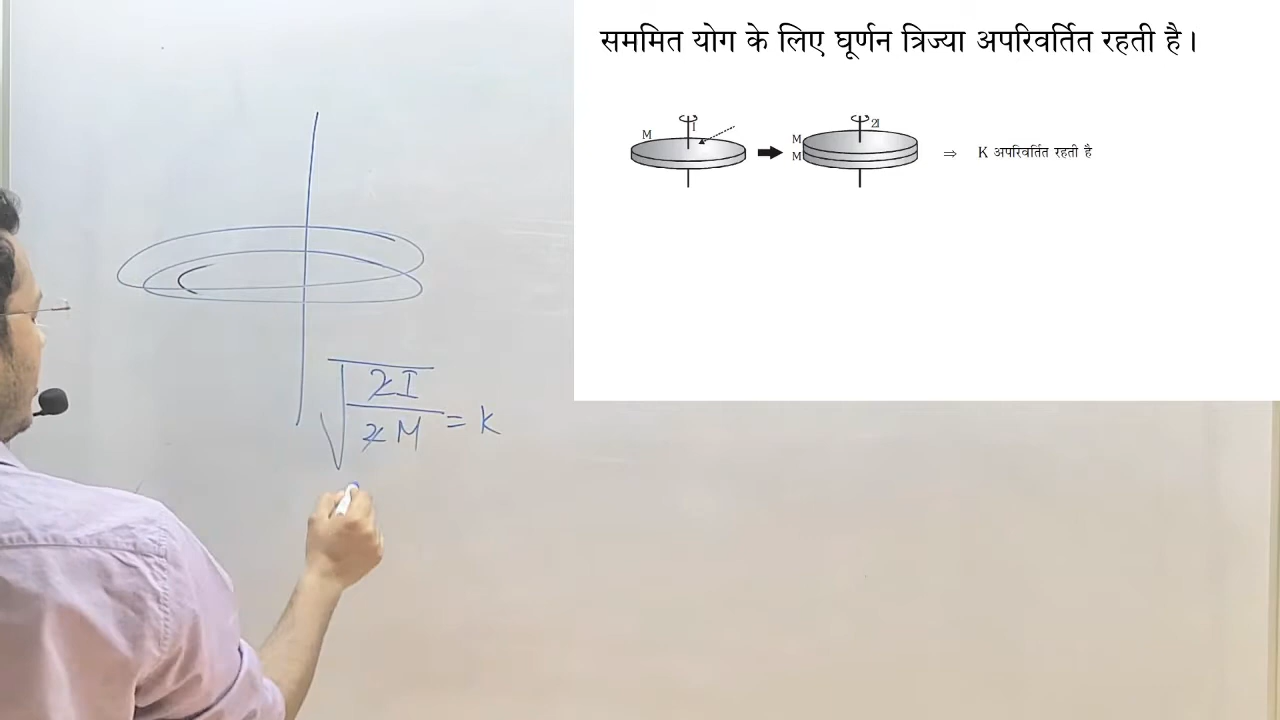 सममित योग के लिए घूर्णन त्रिज्या अपरिवर्तित रहती है।
M I
M 2I
M
⇒ K अपरिवर्तित रहती है
√(2I/2M) = K